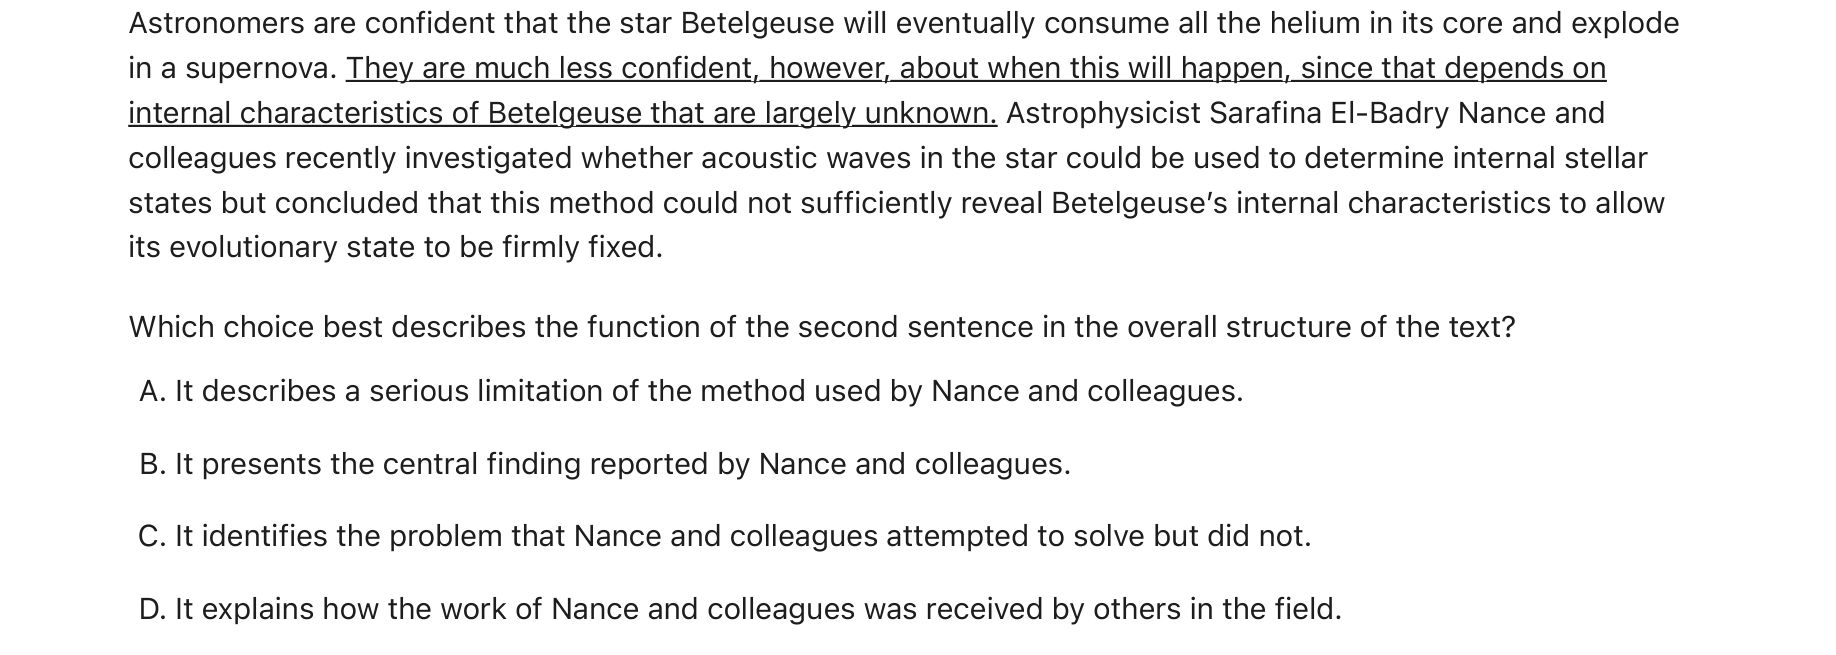 Astronomers are confident that the star Betelgeuse will eventually consume all the helium in its core and explode
in a supernova. They are much less confident, however, about when this will happen, since that depends on
internal characteristics of Betelgeuse that are largely unknown. Astrophysicist Sarafina El-Badry Nance and
colleagues recently investigated whether acoustic waves in the star could be used to determine internal stellar
states but concluded that this method could not sufficiently reveal Betelgeuse’s internal characteristics to allow
its evolutionary state to be firmly fixed.
Which choice best describes the function of the second sentence in the overall structure of the text?
A. It describes a serious limitation of the method used by Nance and colleagues.
B. It presents the central finding reported by Nance and colleagues.
C. It identifies the problem that Nance and colleagues attempted to solve but did not.
D. It explains how the work of Nance and colleagues was received by others in the field.